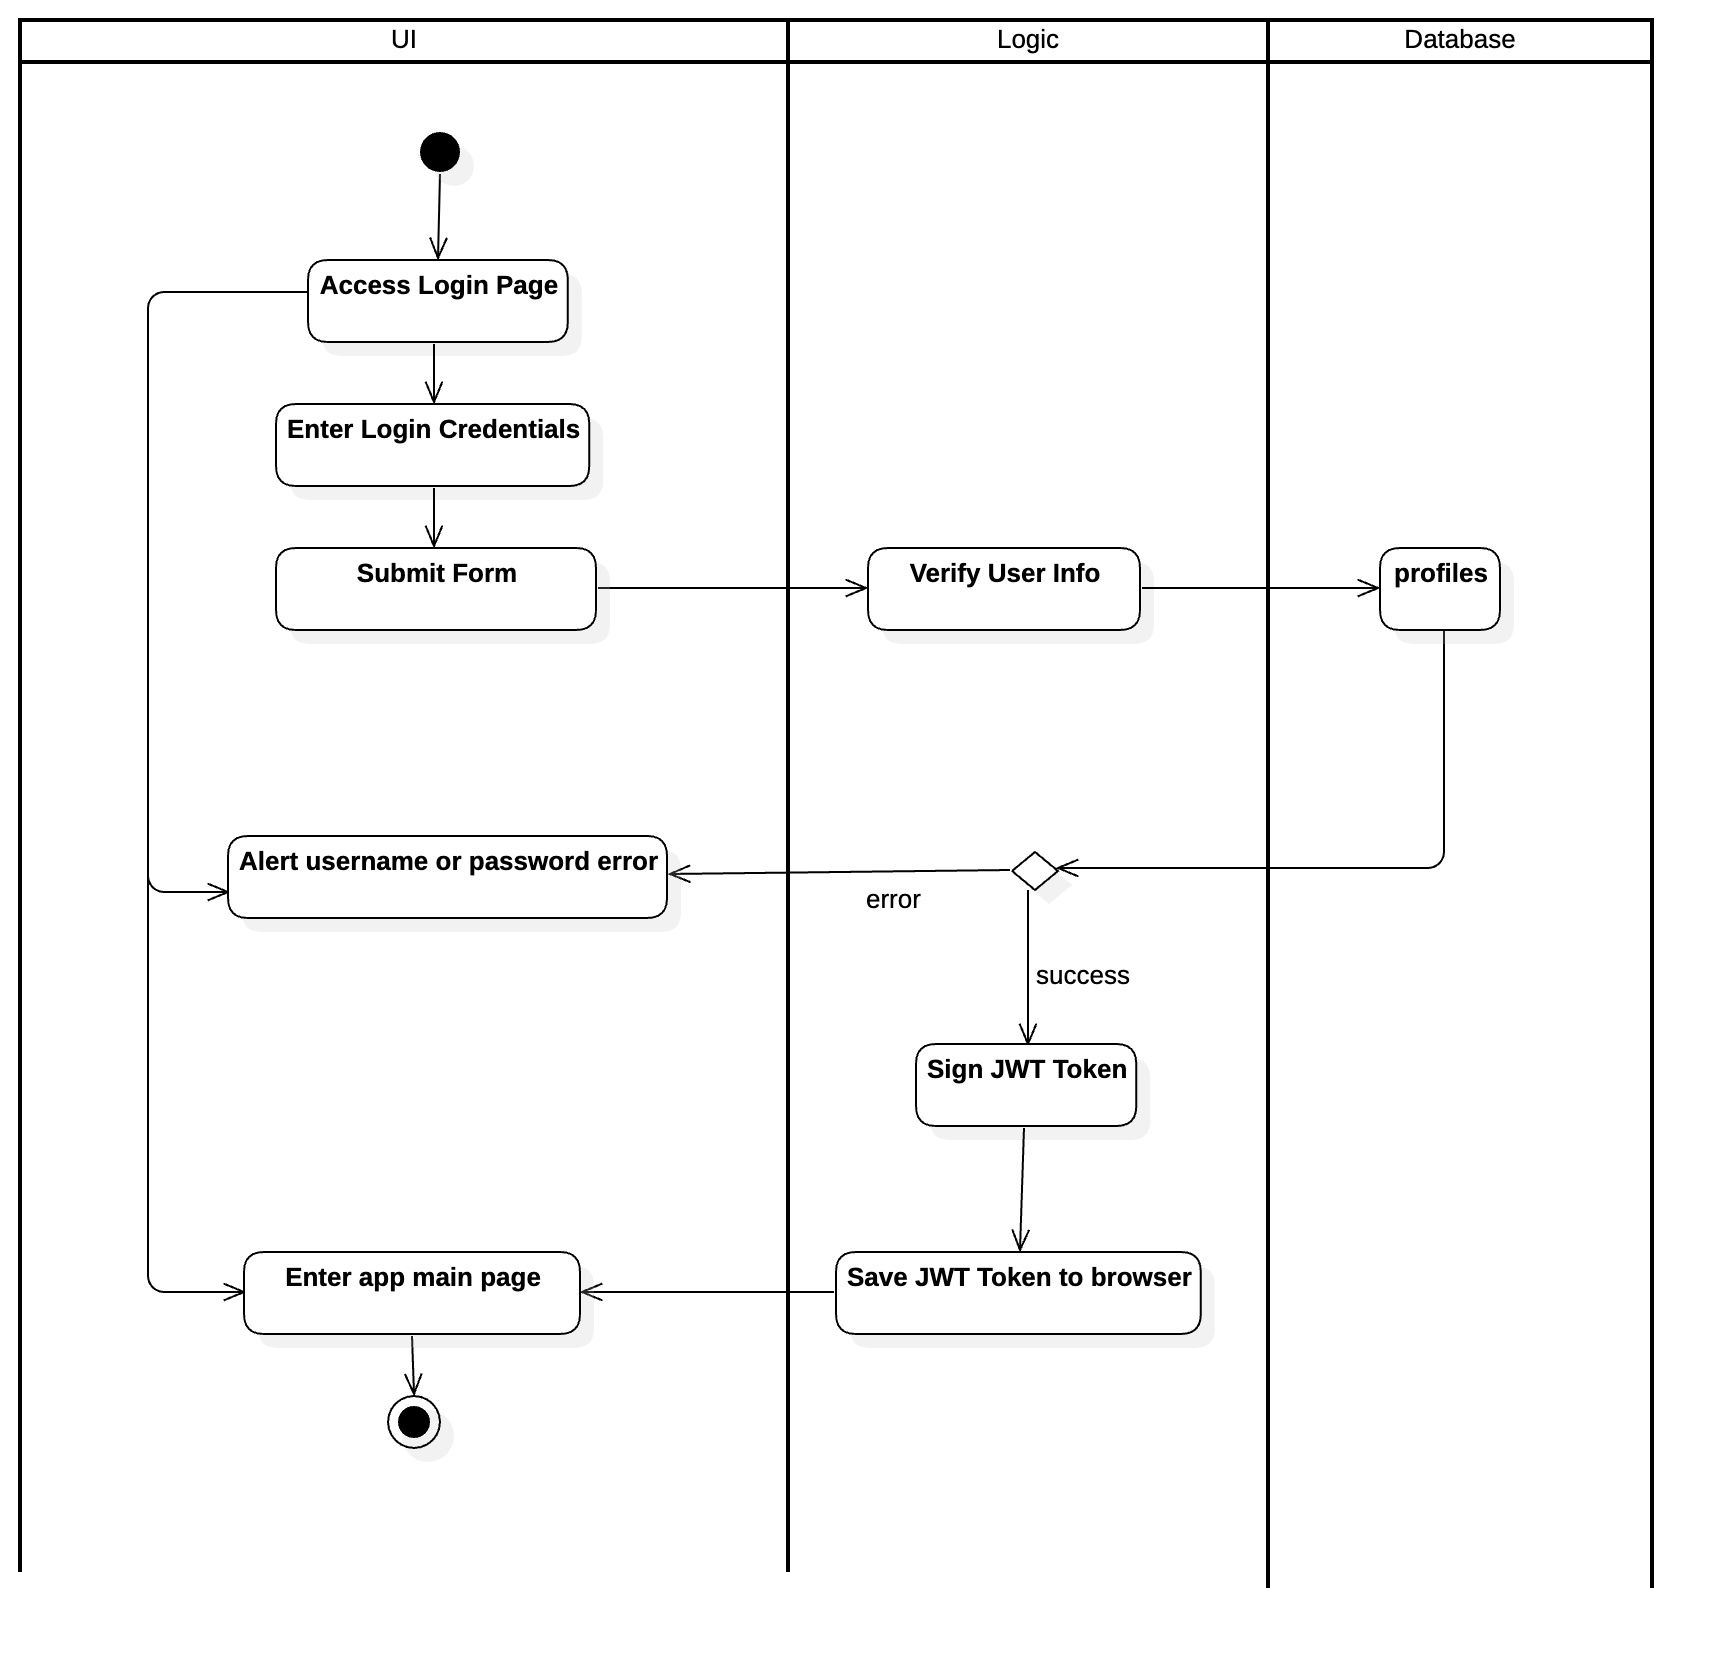 UI
Logic
Database
Access Login Page
Enter Login Credentials
Submit Form
Verify User Info
profiles
Alert username or password error
error
success
Sign JWT Token
Enter app main page
Save JWT Token to browser